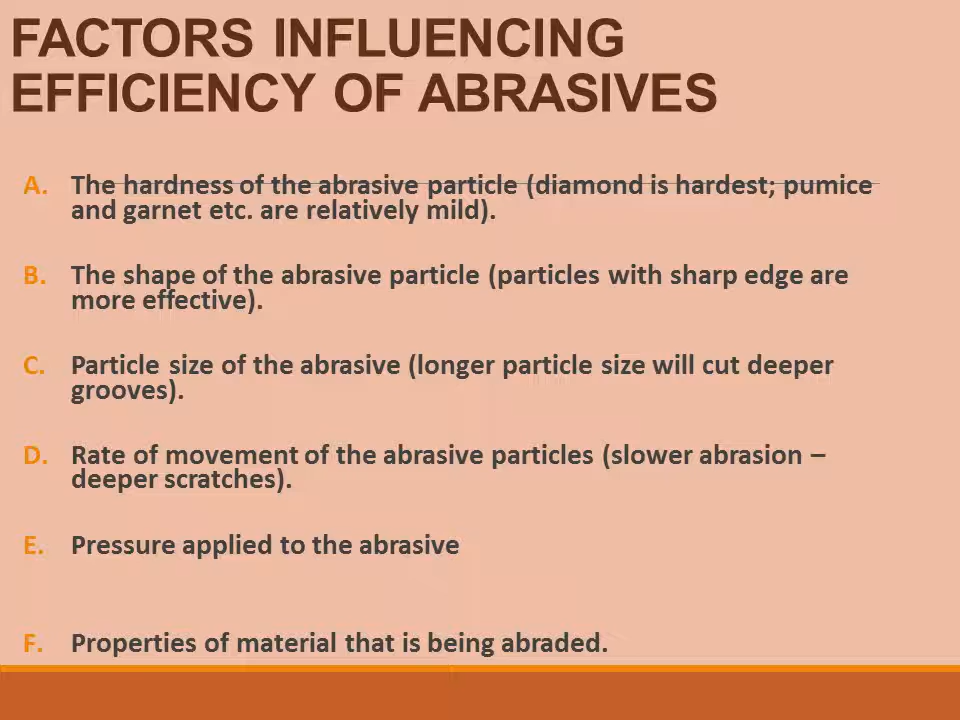 FACTORS INFLUENCING
EFFICIENCY OF ABRASIVES
A. The hardness of the abrasive particle (diamond is hardest; pumice
and garnet etc. are relatively mild).
B. The shape of the abrasive particle (particles with sharp edge are
more effective).
C. Particle size of the abrasive (longer particle size will cut deeper
grooves).
D. Rate of movement of the abrasive particles (slower abrasion –
deeper scratches).
E. Pressure applied to the abrasive
F. Properties of material that is being abraded.